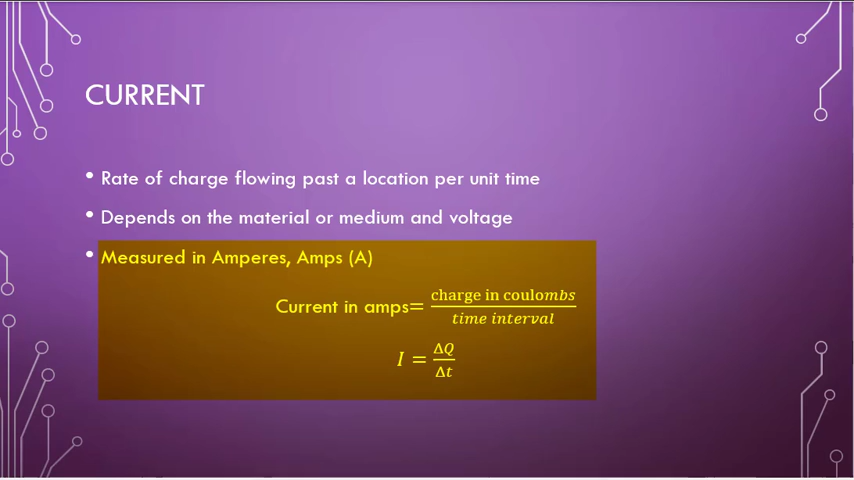 CURRENT
• Rate of charge flowing past a location per unit time
• Depends on the material or medium and voltage
• Measured in Amperes, Amps (A)
Current in amps= charge in coulombs / time interval
I = ΔQ / Δt